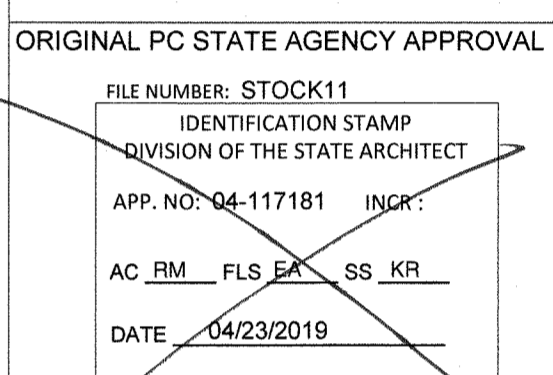 ORIGINAL PC STATE AGENCY APPROVAL
FILE NUMBER: STOCK11
IDENTIFICATION STAMP
DIVISION OF THE STATE ARCHITECT
APP. NO: 04-117181 INCR :
AC RM FLS EA SS KR
DATE 04/23/2019